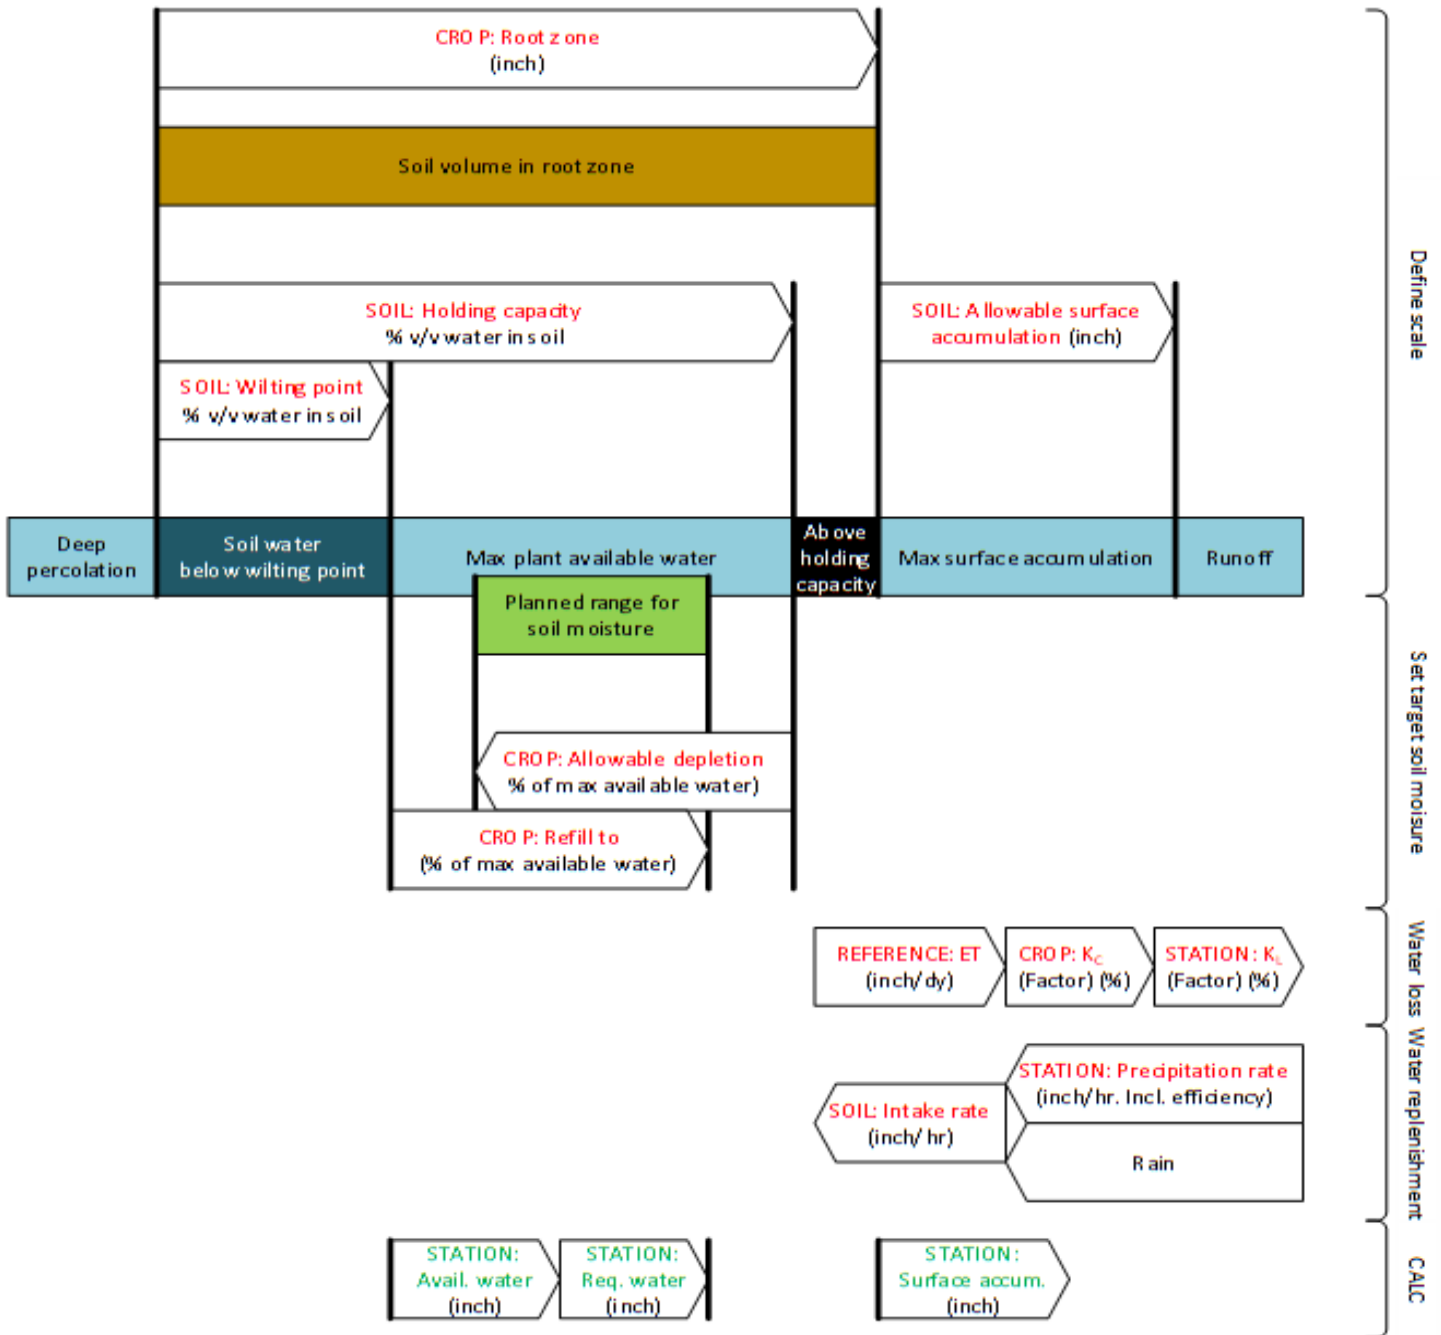 CROP: Root zone
(inch)
Soil volume in root zone
SOIL: Holding capacity
% v/v water in soil
SOIL: Allowable surface
accumulation (inch)
SOIL: Wilting point
% v/v water in soil
Define scale
Deep
percolation
Soil water
below wilting point
Max plant available water
Above
holding
capacity
Max surface accumulation
Runoff
Planned range for
soil moisture
CROP: Allowable depletion
% of max available water)
CROP: Refill to
(% of max available water)
Set target soil moisure
REFERENCE: ET
(inch/dy)
CROP: KC
(Factor) (%)
STATION: KL
(Factor) (%)
Water loss
STATION: Precipitation rate
(inch/hr. Incl. efficiency)
SOIL: Intake rate
(inch/hr)
Rain
Water replenishment
STATION:
Avail. water
(inch)
STATION:
Req. water
(inch)
STATION:
Surface accum.
(inch)
CALC